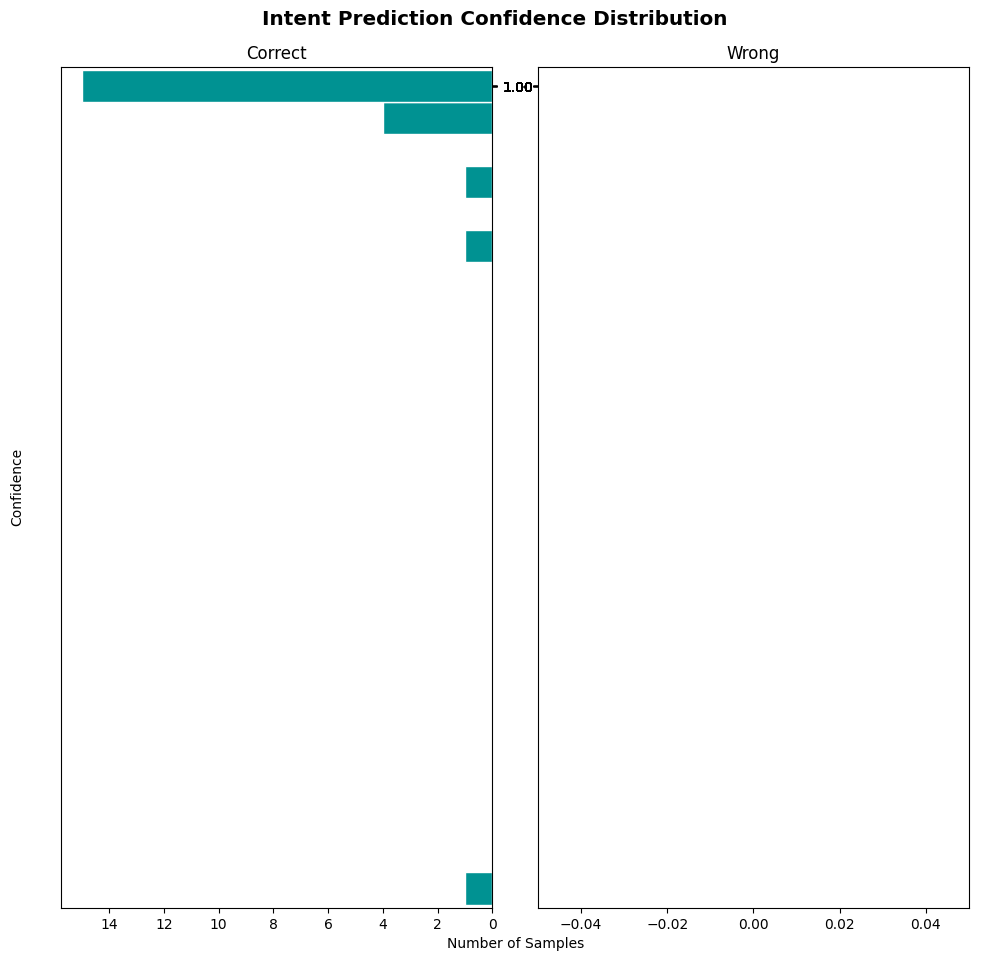 Intent Prediction Confidence Distribution
Correct Wrong
1.00
Confidence
14 12 10 8 6 4 2 0 −0.04 −0.02 0.00 0.02 0.04
Number of Samples